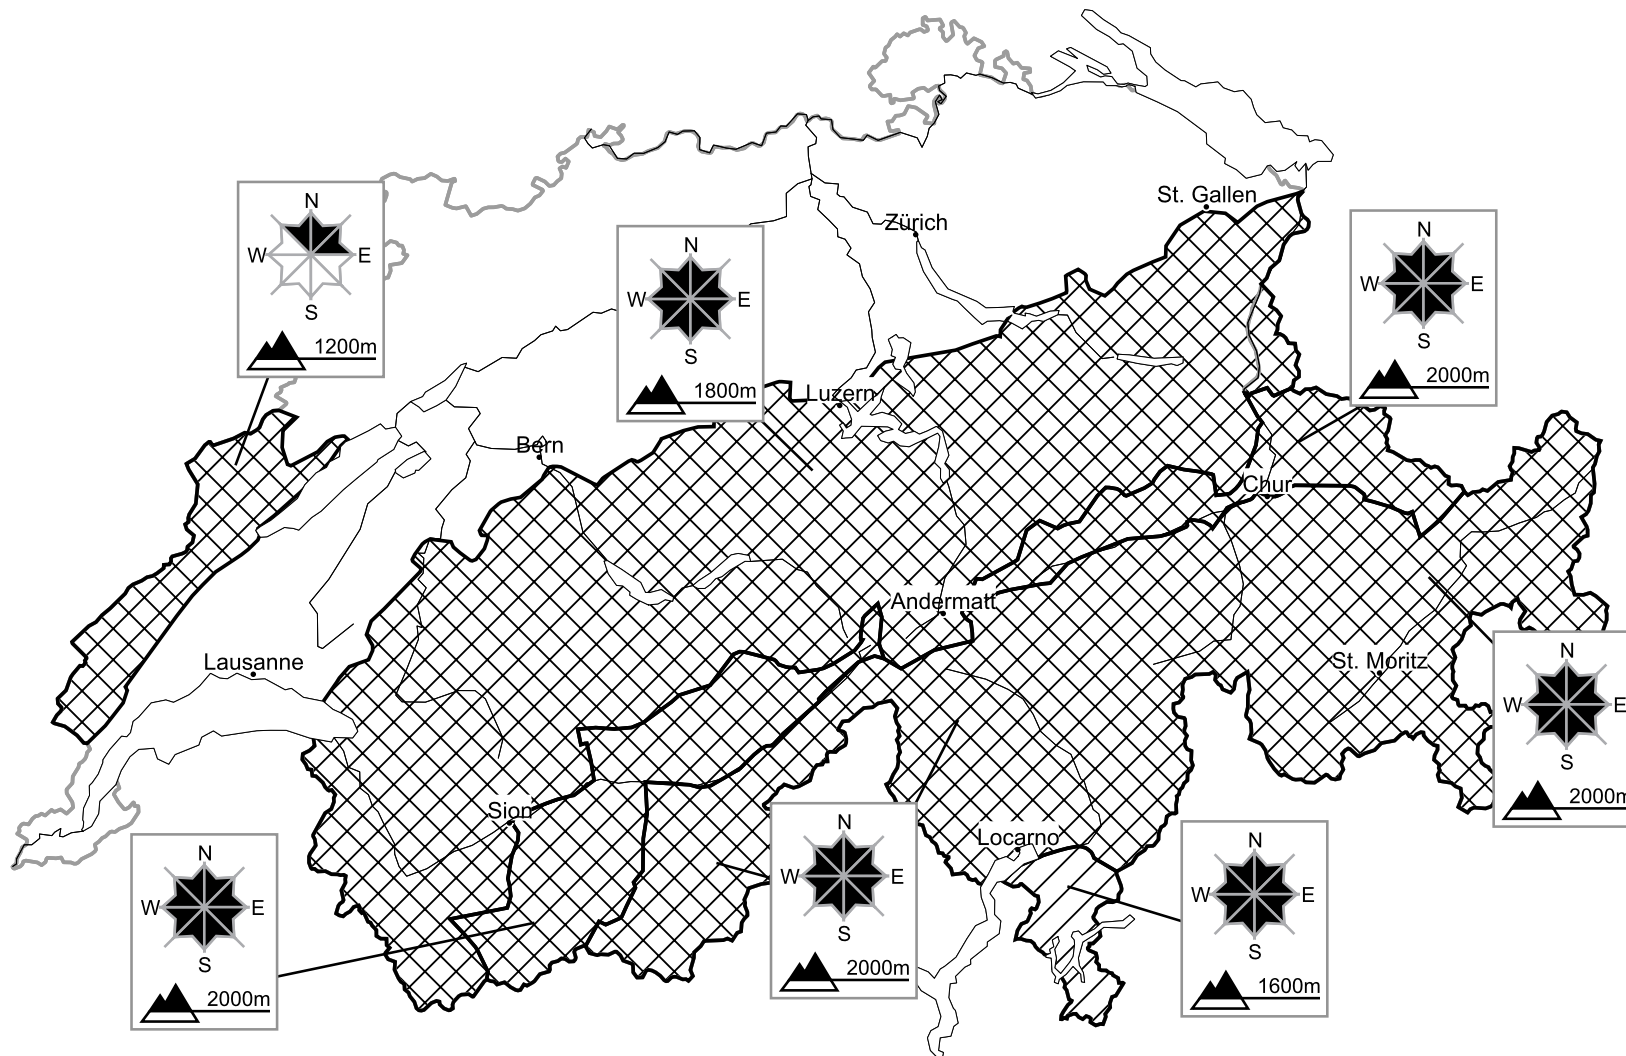 St. Gallen
Zürich
N
W E
S
1200m
N
W E
S
1800m
N
W E
S
2000m
Luzern
Bern
Chur
Andermatt
Lausanne
St. Moritz
N
W E
S
2000m
Sion
Locarno
N
W E
S
2000m
N
W E
S
2000m
N
W E
S
1600m